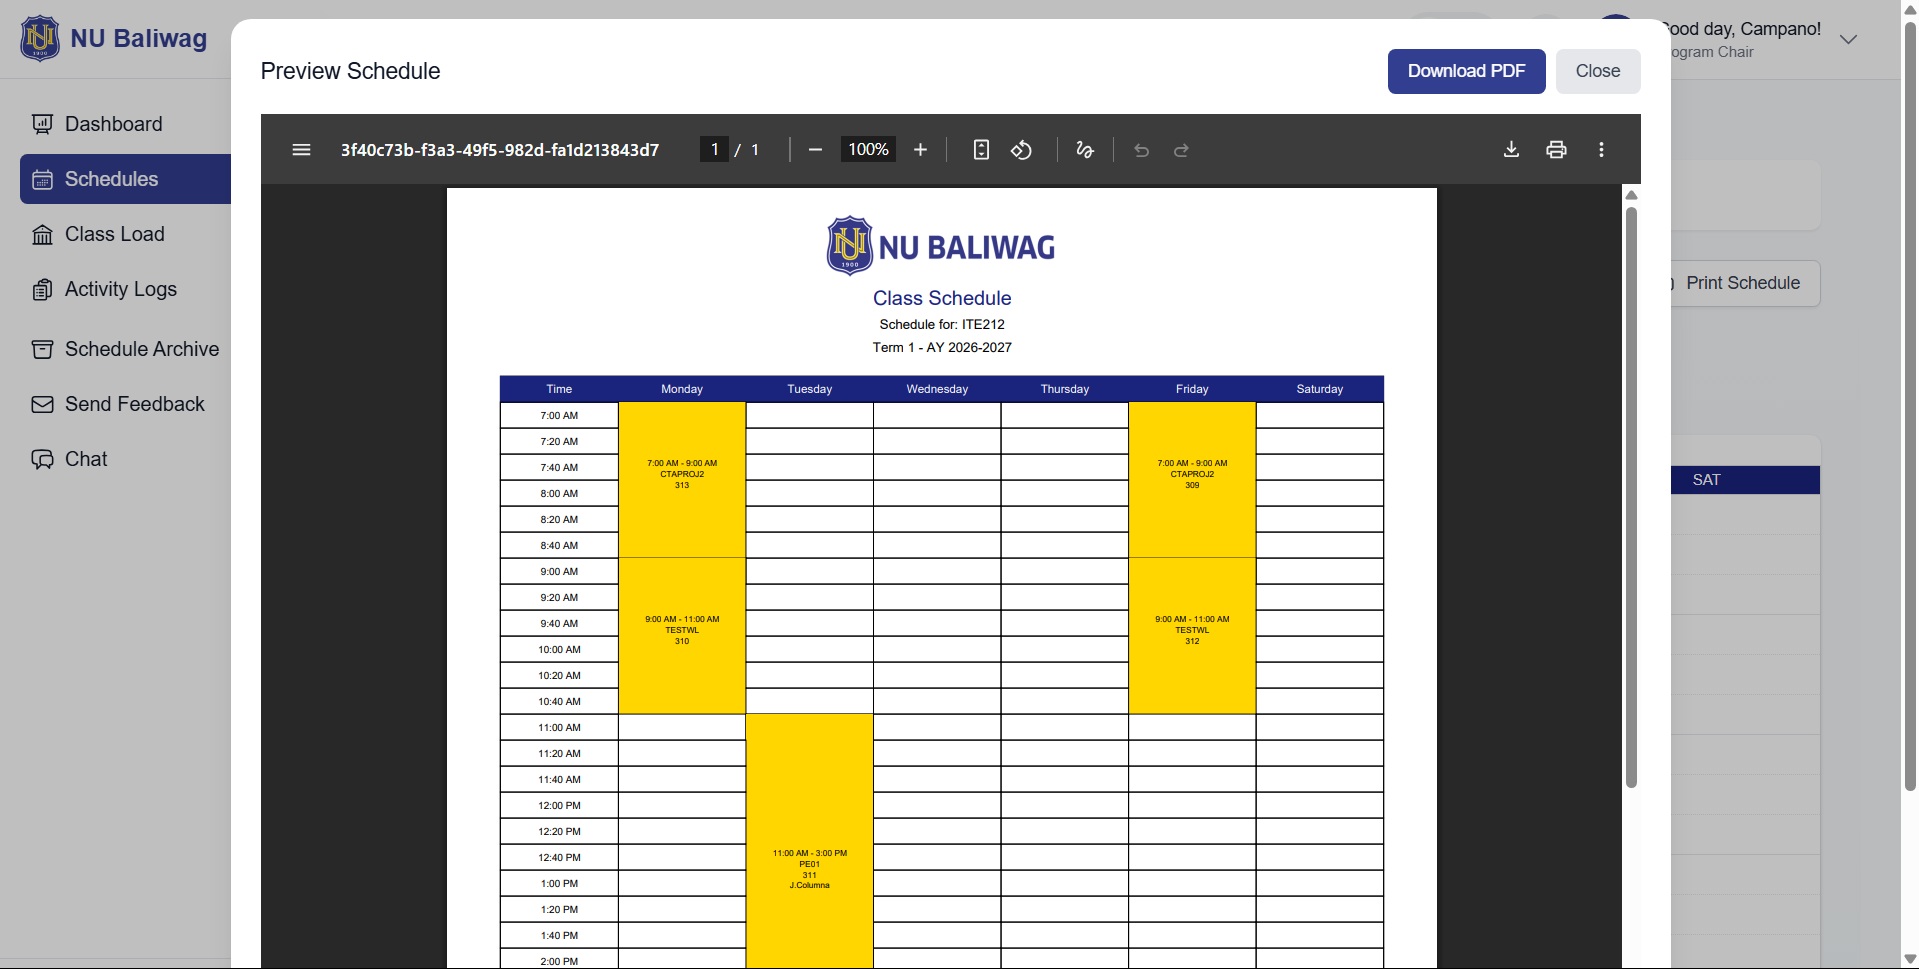 NU Baliwag
Dashboard
Schedules
Class Load
Activity Logs
Schedule Archive
Send Feedback
Chat
Preview Schedule
Download PDF
Close
ood day, Campano!
ogram Chair
3f40c73b-f3a3-49f5-982d-fa1d213843d7
1 / 1
100%
Print Schedule
SAT
NU BALIWAG
1900
Class Schedule
Schedule for: ITE212
Term 1 - AY 2026-2027
Time Monday Tuesday Wednesday Thursday Friday Saturday
7:00 AM
7:20 AM
7:40 AM
8:00 AM
8:20 AM
8:40 AM
9:00 AM
9:20 AM
9:40 AM
10:00 AM
10:20 AM
10:40 AM
11:00 AM
11:20 AM
11:40 AM
12:00 PM
12:20 PM
12:40 PM
1:00 PM
1:20 PM
1:40 PM
2:00 PM
7:00 AM - 9:00 AM
CTAPROJ2
313
9:00 AM - 11:00 AM
TESTWL
310
11:00 AM - 3:00 PM
PE01
311
J.Columna
7:00 AM - 9:00 AM
CTAPROJ2
309
9:00 AM - 11:00 AM
TESTWL
312